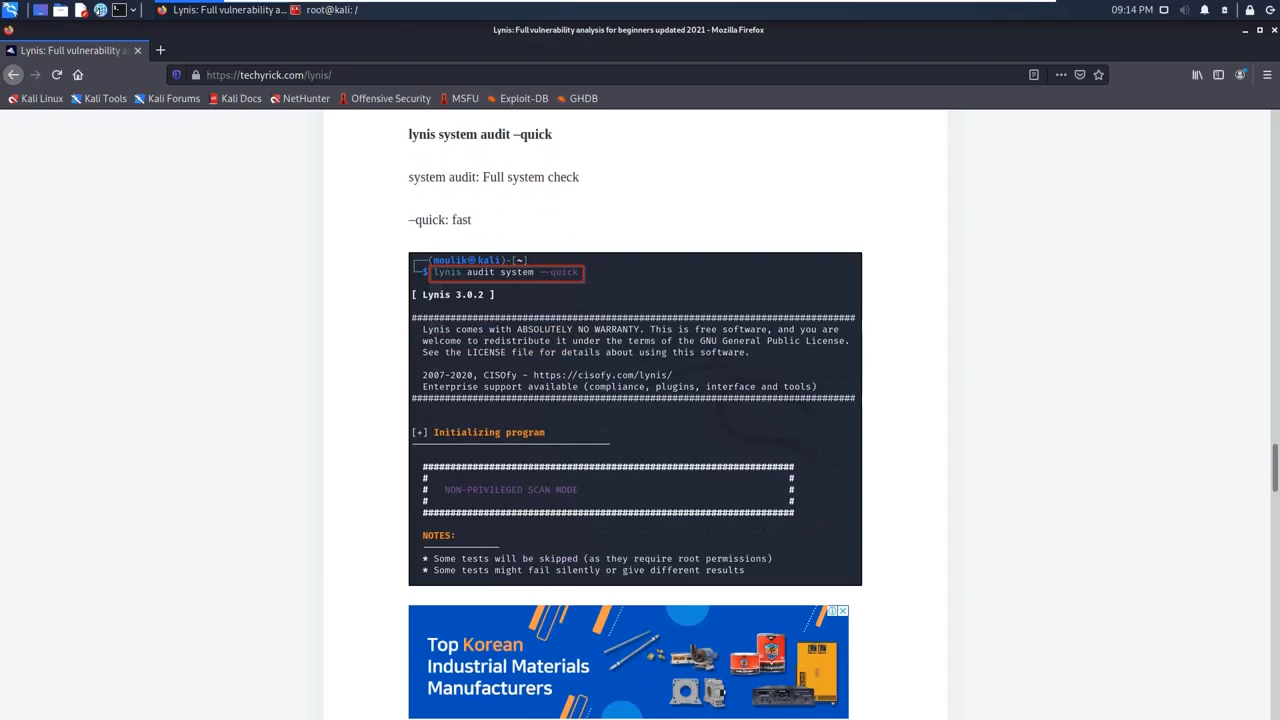 Lynis: Full vulnerability a
root@kali: /
09:14 PM
Lynis: Full vulnerability analysis for beginners updated 2021 - Mozilla Firefox
Lynis: Full vulnerability an
https://techyrick.com/lynis/
Kali Linux
Kali Tools
Kali Forums
Kali Docs
NetHunter
Offensive Security
MSFU
Exploit-DB
GHDB
lynis system audit –quick
system audit: Full system check
–quick: fast
┌──(moulik㉿kali)-[~]
└─$ lynis audit system --quick
[ Lynis 3.0.2 ]
################################################################################
Lynis comes with ABSOLUTELY NO WARRANTY. This is free software, and you are
welcome to redistribute it under the terms of the GNU General Public License.
See the LICENSE file for details about using this software.
2007-2020, CISOfy - https://cisofy.com/lynis/
Enterprise support available (compliance, plugins, interface and tools)
################################################################################
[+] Initializing program
------------------------------------
###################################################################
# #
# NON-PRIVILEGED SCAN MODE #
# #
###################################################################
NOTES:
--------------
* Some tests will be skipped (as they require root permissions)
* Some tests might fail silently or give different results
Top Korean
Industrial Materials
Manufacturers